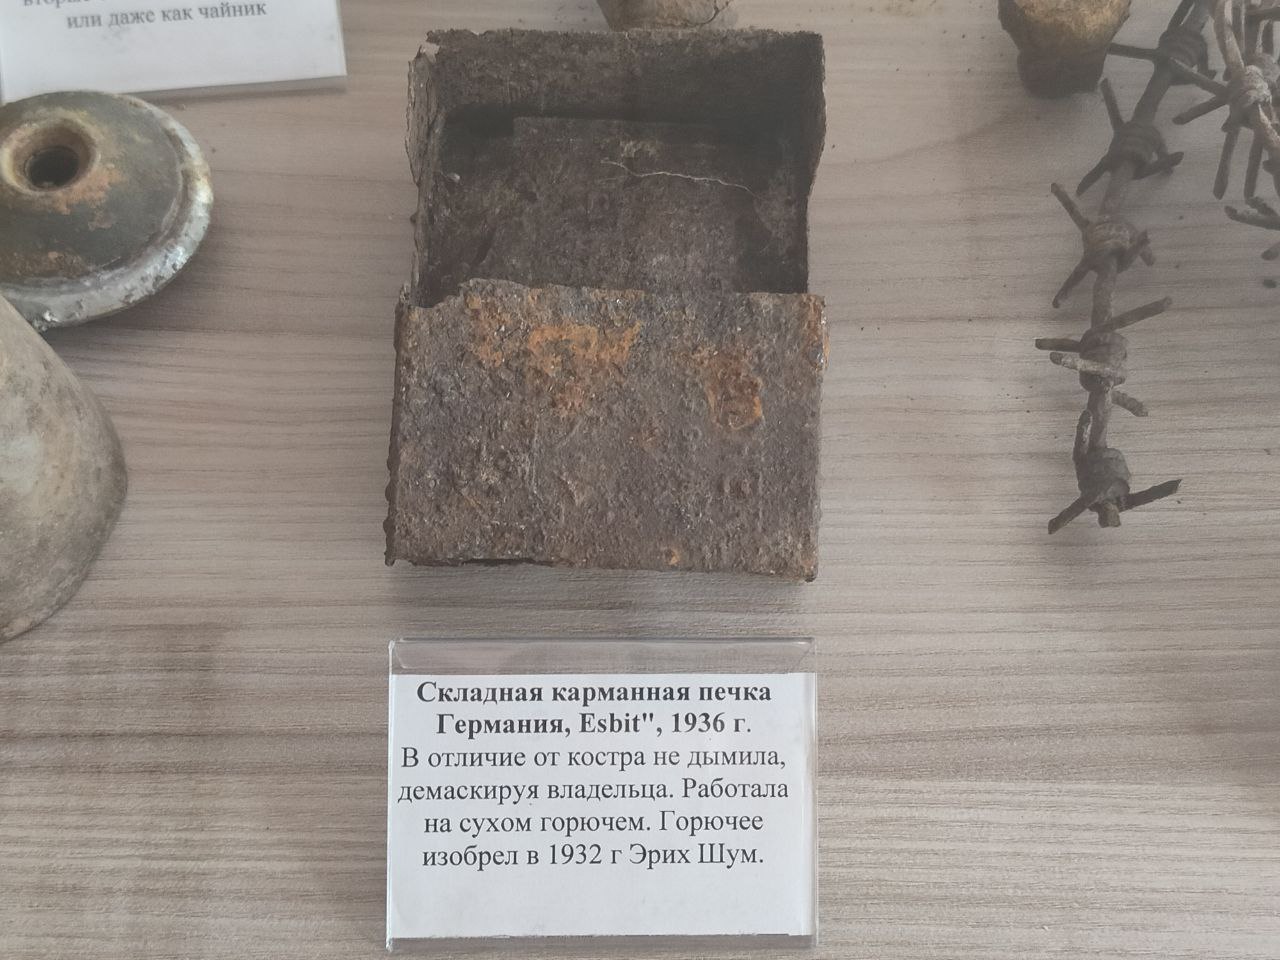 или даже как чайник
Складная карманная печка
Германия, Esbit", 1936 г.
В отличие от костра не дымила,
демаскируя владельца. Работала
на сухом горючем. Горючее
изобрел в 1932 г Эрих Шум.